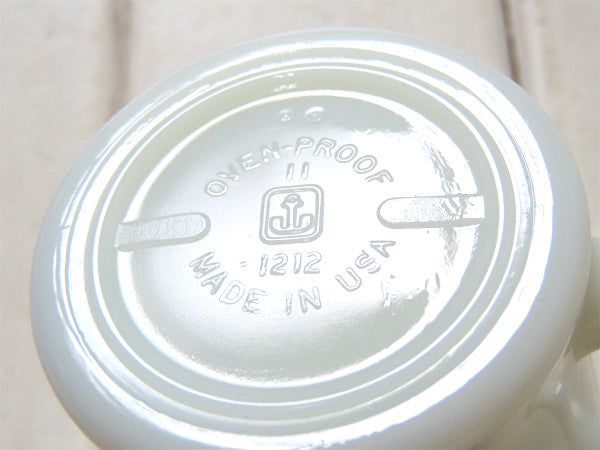 OVEN-PROOF
11
1212
MADE IN USA